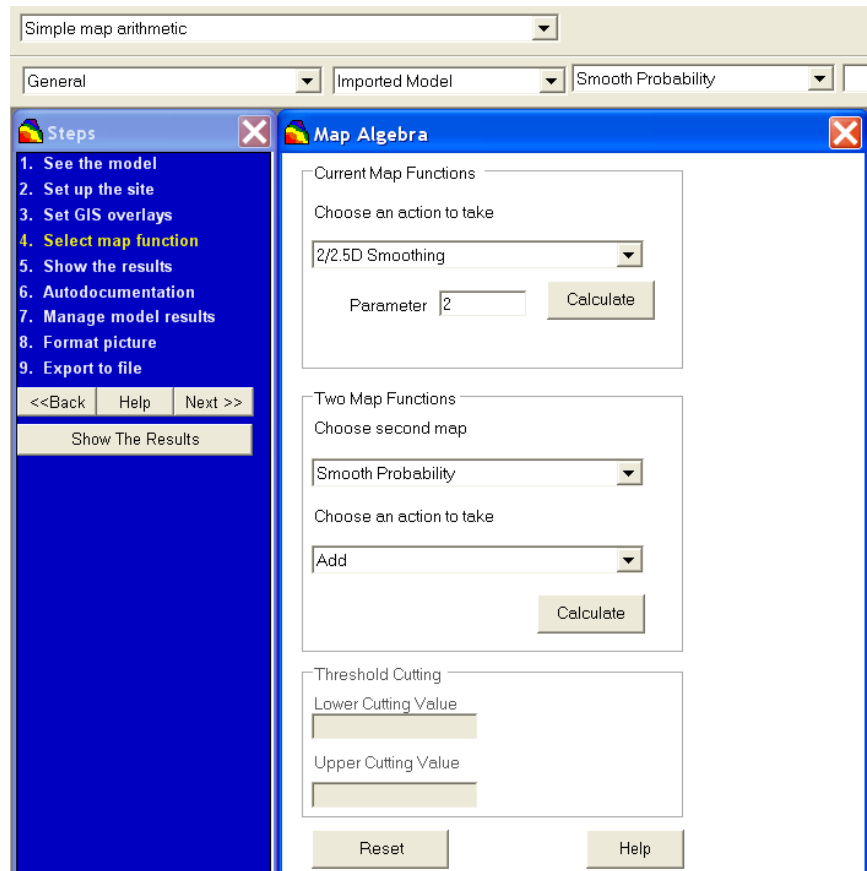 Simple map arithmetic
General
Imported Model
Smooth Probability
Steps
1. See the model
2. Set up the site
3. Set GIS overlays
4. Select map function
5. Show the results
6. Autodocumentation
7. Manage model results
8. Format picture
9. Export to file
<<Back Help Next >>
Show The Results
Map Algebra
Current Map Functions
Choose an action to take
2/2.5D Smoothing
Parameter 2 Calculate
Two Map Functions
Choose second map
Smooth Probability
Choose an action to take
Add
Calculate
Threshold Cutting
Lower Cutting Value
Upper Cutting Value
Reset Help